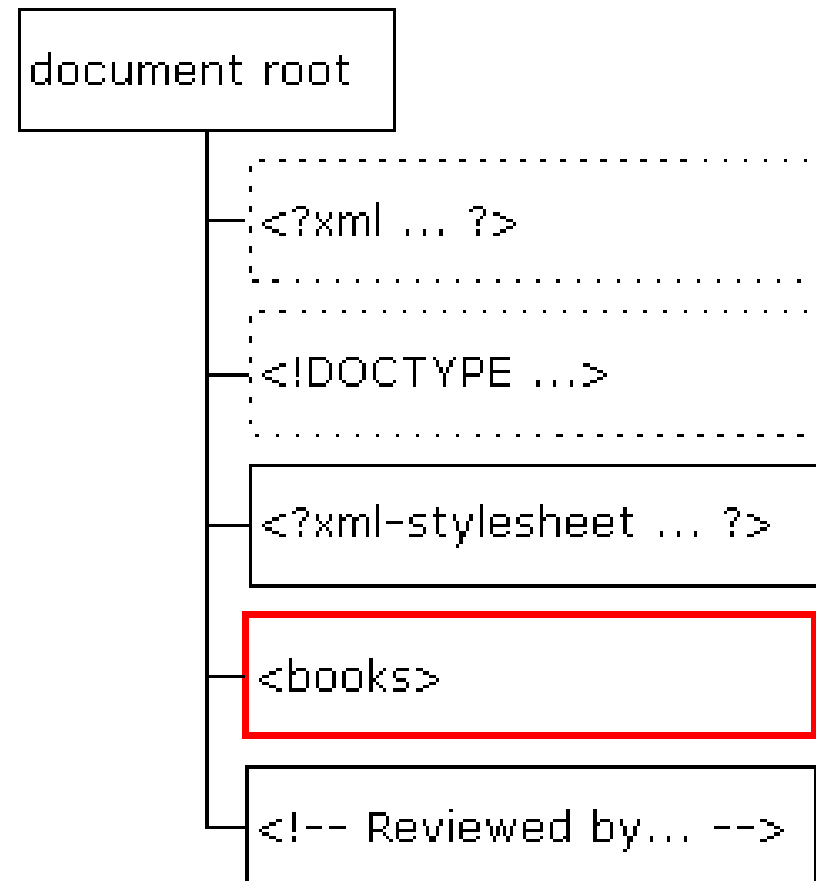 document root
<?xml ... ?>
<!DOCTYPE ...>
<?xml-stylesheet ... ?>
<books>
<!-- Reviewed by... -->